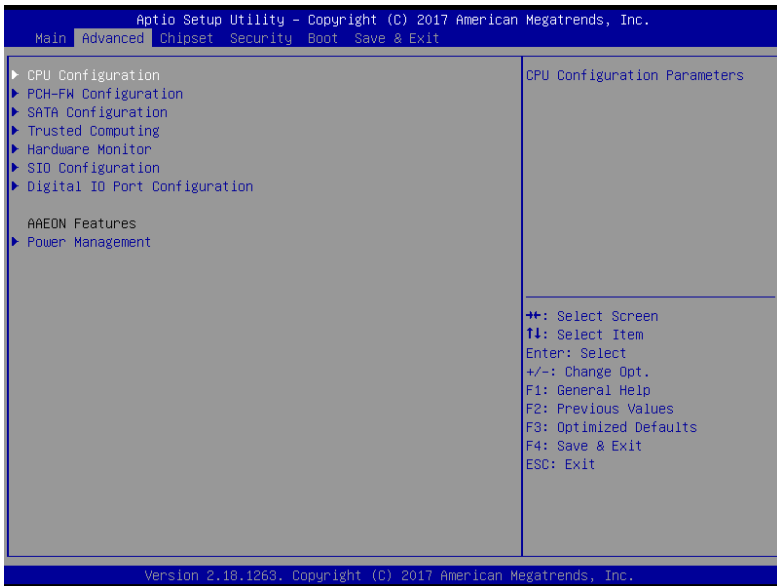 Aptio Setup Utility – Copyright (C) 2017 American Megatrends, Inc.
Main Advanced Chipset Security Boot Save & Exit
▶ CPU Configuration
▶ PCH-FW Configuration
▶ SATA Configuration
▶ Trusted Computing
▶ Hardware Monitor
▶ SIO Configuration
▶ Digital IO Port Configuration
AAEON Features
▶ Power Management
CPU Configuration Parameters
→←: Select Screen
↑↓: Select Item
Enter: Select
+/-: Change Opt.
F1: General Help
F2: Previous Values
F3: Optimized Defaults
F4: Save & Exit
ESC: Exit
Version 2.18.1263. Copyright (C) 2017 American Megatrends, Inc.